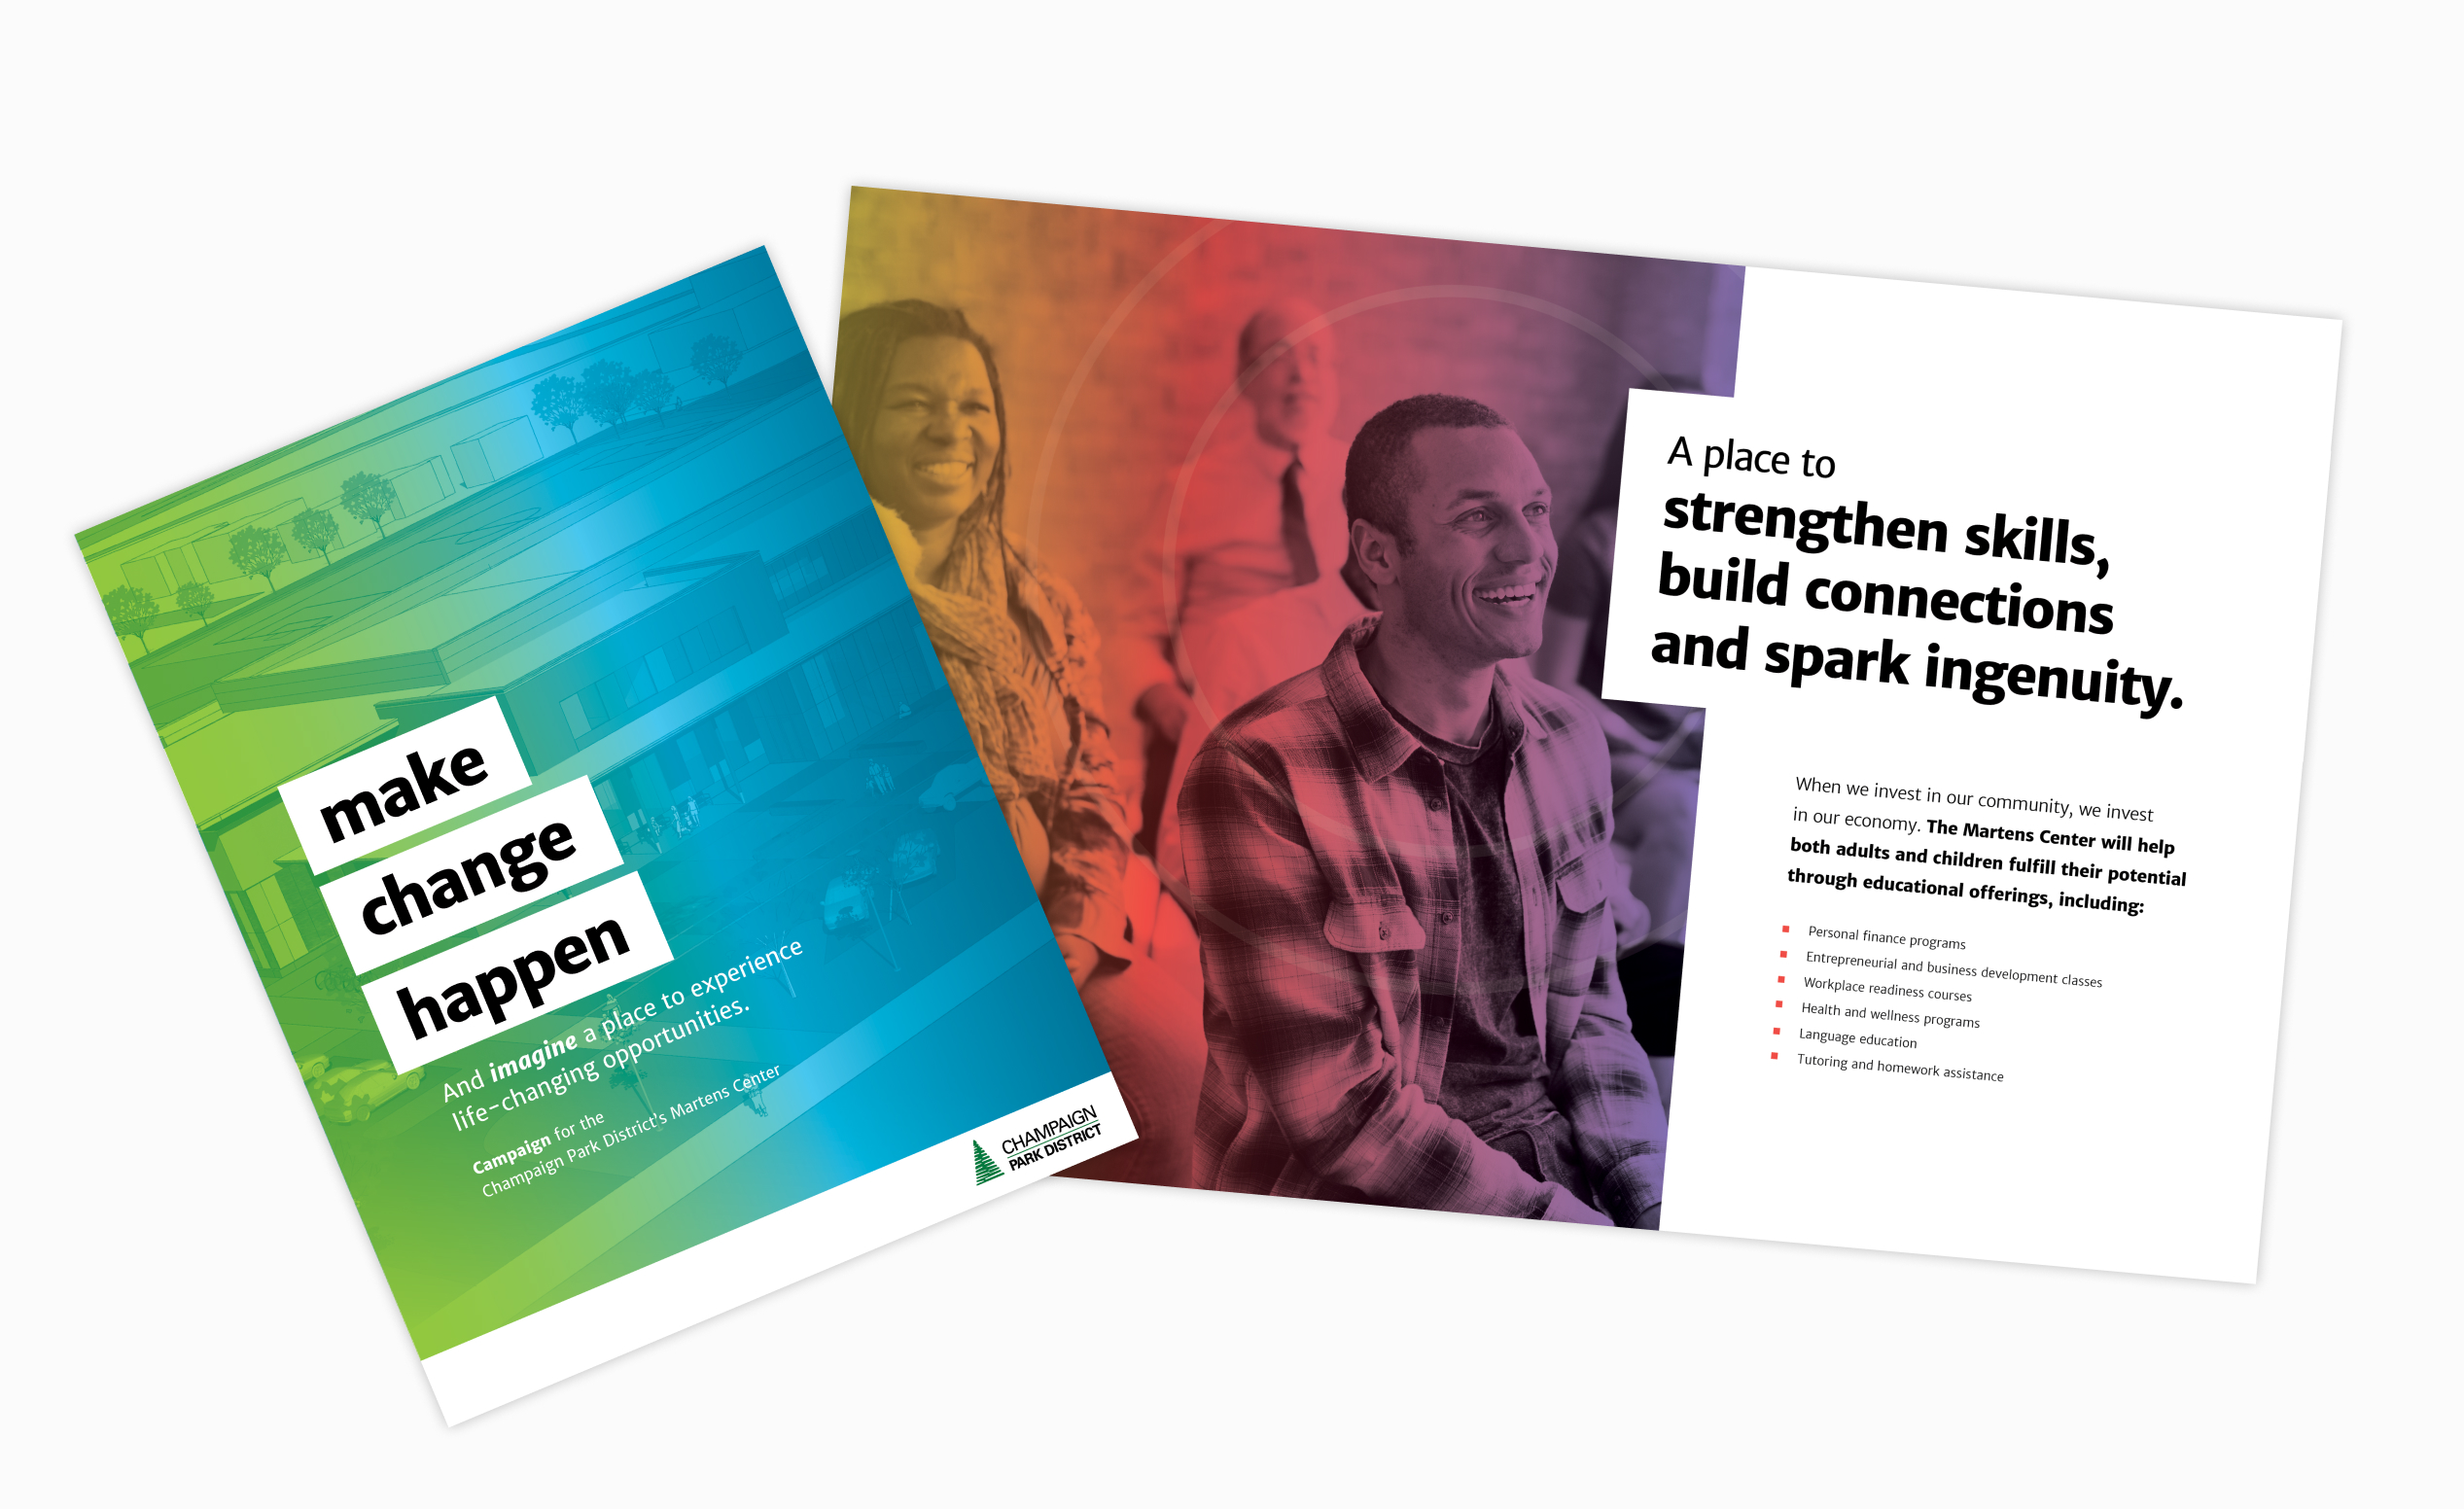 make
change
happen
And imagine a place to experience
life-changing opportunities.
Campaign for the
Champaign Park District's Martens Center
CHAMPAIGN
PARK DISTRICT
A place to
strengthen skills,
build connections
and spark ingenuity.
When we invest in our community, we invest
in our economy. The Martens Center will help
both adults and children fulfill their potential
through educational offerings, including:
Personal finance programs
Entrepreneurial and business development classes
Workplace readiness courses
Health and wellness programs
Language education
Tutoring and homework assistance